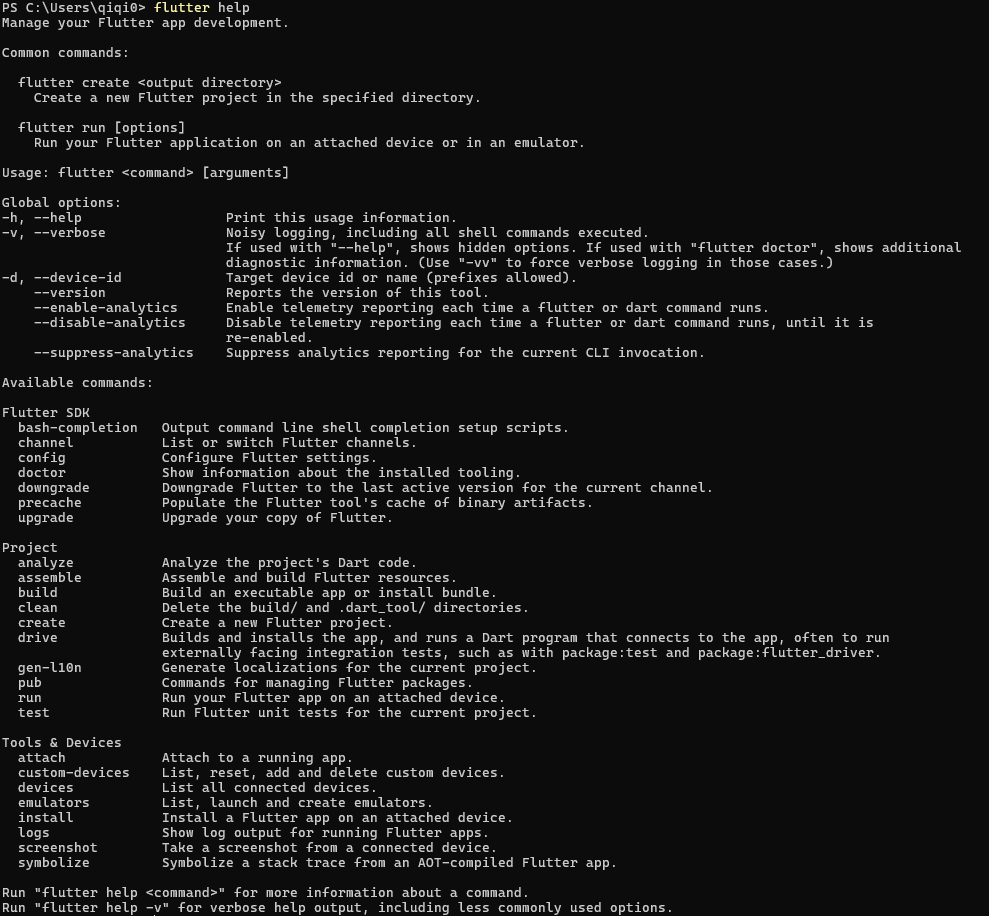 PS C:\Users\qiqi0> flutter help
Manage your Flutter app development.

Common commands:

  flutter create <output directory>
    Create a new Flutter project in the specified directory.

  flutter run [options]
    Run your Flutter application on an attached device or in an emulator.

Usage: flutter <command> [arguments]

Global options:
-h, --help                  Print this usage information.
-v, --verbose               Noisy logging, including all shell commands executed.
                            If used with "--help", shows hidden options. If used with "flutter doctor", shows additional
                            diagnostic information. (Use "-vv" to force verbose logging in those cases.)
-d, --device-id             Target device id or name (prefixes allowed).
    --version               Reports the version of this tool.
    --enable-analytics      Enable telemetry reporting each time a flutter or dart command runs.
    --disable-analytics     Disable telemetry reporting each time a flutter or dart command runs, until it is
                            re-enabled.
    --suppress-analytics    Suppress analytics reporting for the current CLI invocation.

Available commands:

Flutter SDK
  bash-completion   Output command line shell completion setup scripts.
  channel           List or switch Flutter channels.
  config            Configure Flutter settings.
  doctor            Show information about the installed tooling.
  downgrade         Downgrade Flutter to the last active version for the current channel.
  precache          Populate the Flutter tool's cache of binary artifacts.
  upgrade           Upgrade your copy of Flutter.

Project
  analyze           Analyze the project's Dart code.
  assemble          Assemble and build Flutter resources.
  build             Build an executable app or install bundle.
  clean             Delete the build/ and .dart_tool/ directories.
  create            Create a new Flutter project.
  drive             Builds and installs the app, and runs a Dart program that connects to the app, often to run
                    externally facing integration tests, such as with package:test and package:flutter_driver.
  gen-l10n          Generate localizations for the current project.
  pub               Commands for managing Flutter packages.
  run               Run your Flutter app on an attached device.
  test              Run Flutter unit tests for the current project.

Tools & Devices
  attach            Attach to a running app.
  custom-devices    List, reset, add and delete custom devices.
  devices           List all connected devices.
  emulators         List, launch and create emulators.
  install           Install a Flutter app on an attached device.
  logs              Show log output for running Flutter apps.
  screenshot        Take a screenshot from a connected device.
  symbolize         Symbolize a stack trace from an AOT-compiled Flutter app.

Run "flutter help <command>" for more information about a command.
Run "flutter help -v" for verbose help output, including less commonly used options.